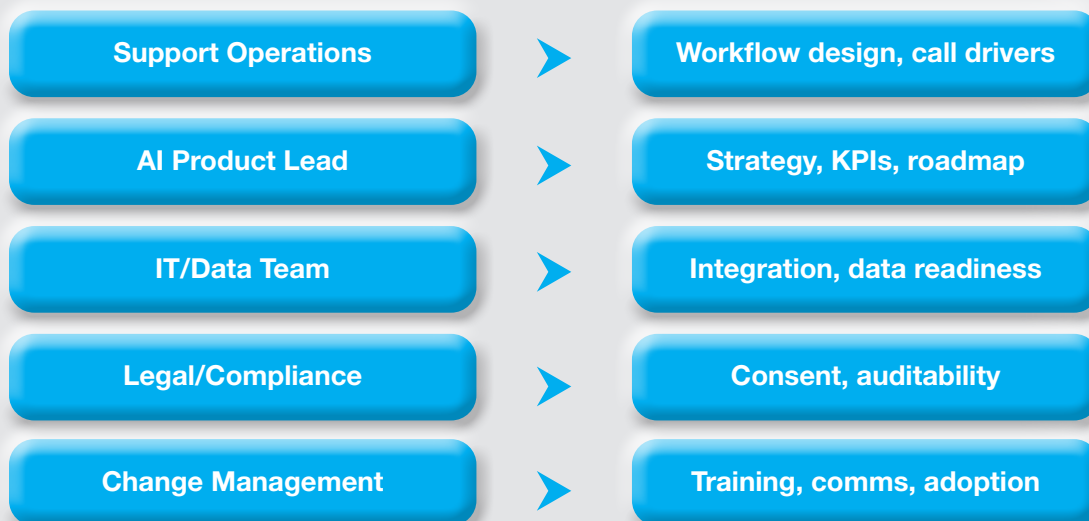 Support Operations
Workflow design, call drivers
AI Product Lead
Strategy, KPIs, roadmap
IT/Data Team
Integration, data readiness
Legal/Compliance
Consent, auditability
Change Management
Training, comms, adoption